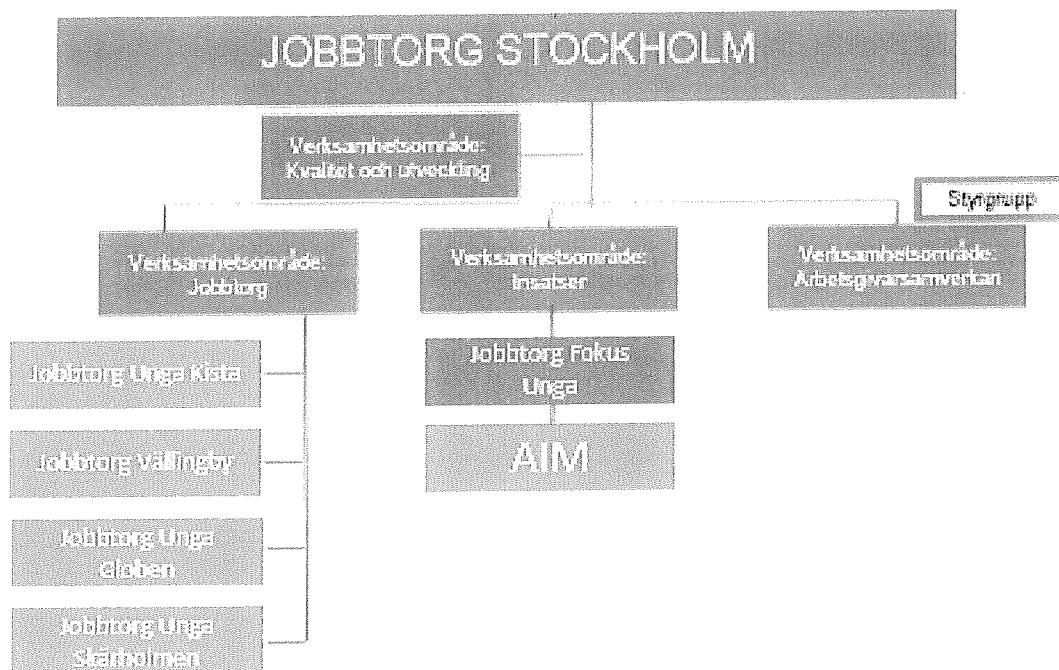 JOBBTORG STOCKHOLM
Verksamhetsområde:
Kvalitet och utveckling
Styrgrupp
Verksamhetsområde:
Jobbtorg
Verksamhetsområde:
Insatser
Verksamhetsområde:
Arbetsgivarsamverkan
Jobbtorg Unga Kista
Jobbtorg Vällingby
Jobbtorg Unga
Globen
Jobbtorg Unga
Skärholmen
Jobbtorg Fokus
Unga
AIM